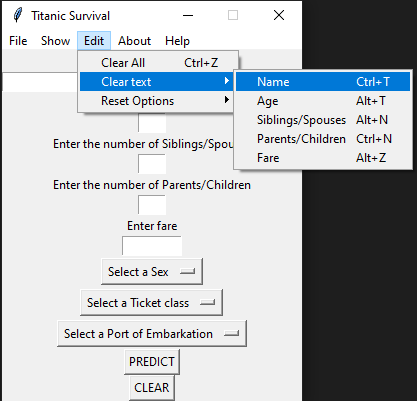 Titanic Survival
File Show Edit About Help
Clear All Ctrl+Z
Clear text
Reset Options
Name Ctrl+T
Age Alt+T
Siblings/Spouses Alt+N
Parents/Children Ctrl+N
Fare Alt+Z
Enter the number of Siblings/Spou
Enter the number of Parents/Children
Enter fare
Select a Sex
Select a Ticket class
Select a Port of Embarkation
PREDICT
CLEAR